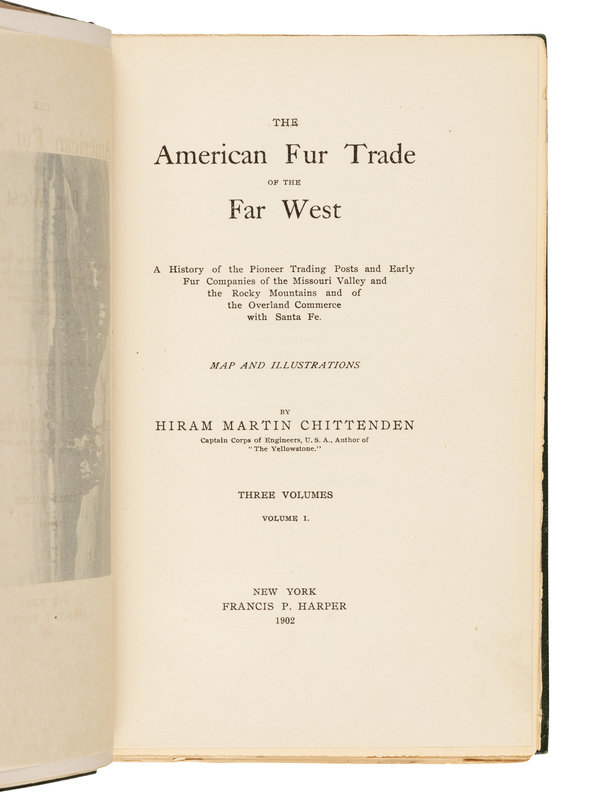 THE
American Fur Trade
OF THE
Far West
A History of the Pioneer Trading Posts and Early
Fur Companies of the Missouri Valley and
the Rocky Mountains and of
the Overland Commerce
with Santa Fe.
MAP AND ILLUSTRATIONS
BY
HIRAM MARTIN CHITTENDEN
Captain Corps of Engineers, U. S. A., Author of
"The Yellowstone."
THREE VOLUMES
VOLUME I.
NEW YORK
FRANCIS P. HARPER
1902